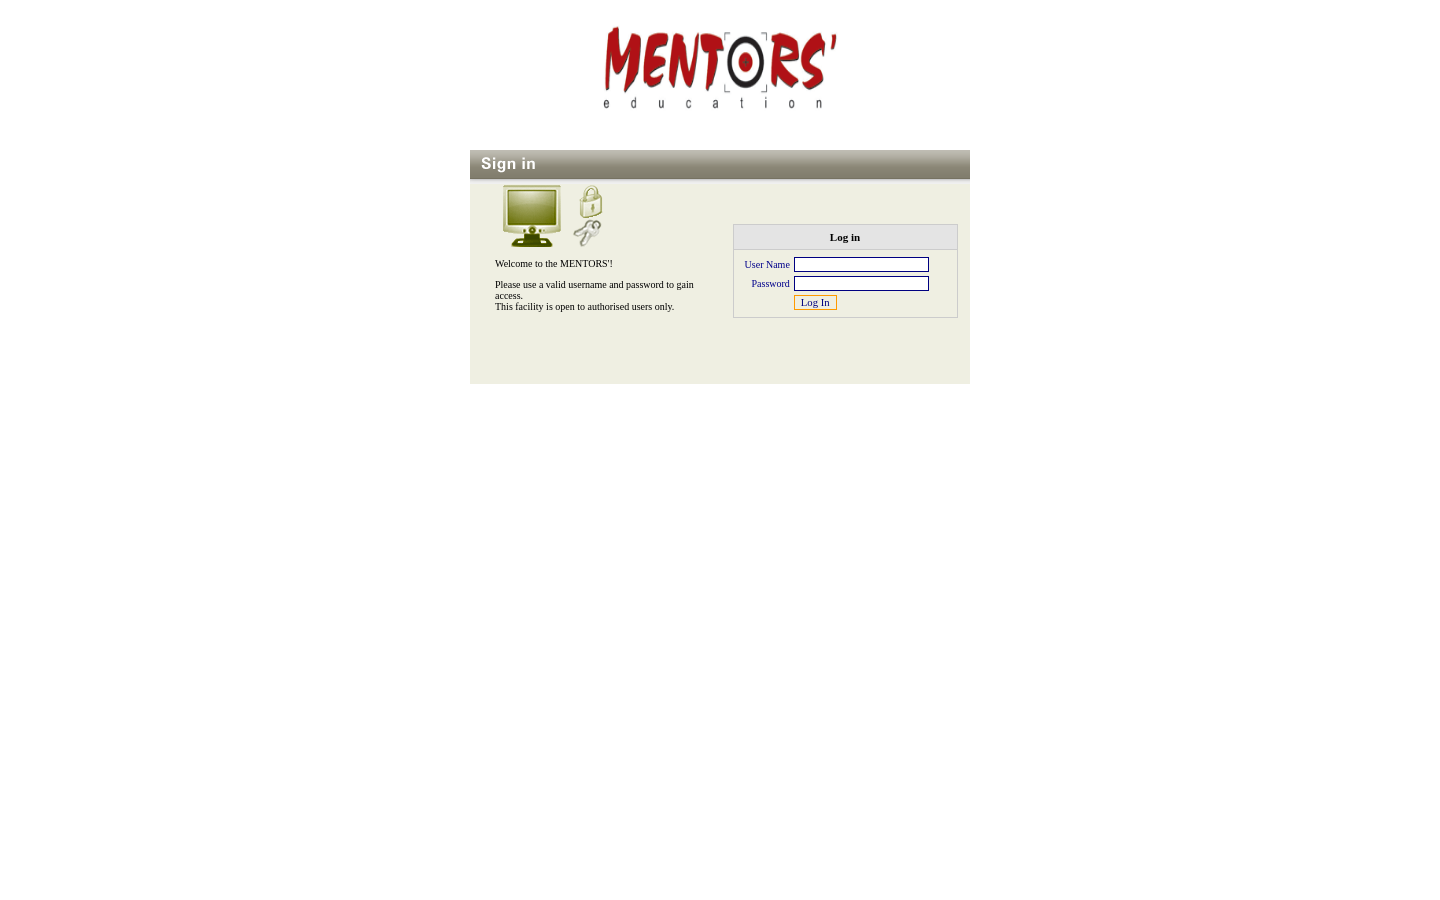 MENTORS'
education
Sign in
Welcome to the MENTORS'!
Please use a valid username and password to gain
access.
This facility is open to authorised users only.
Log in
User Name
Password
Log In